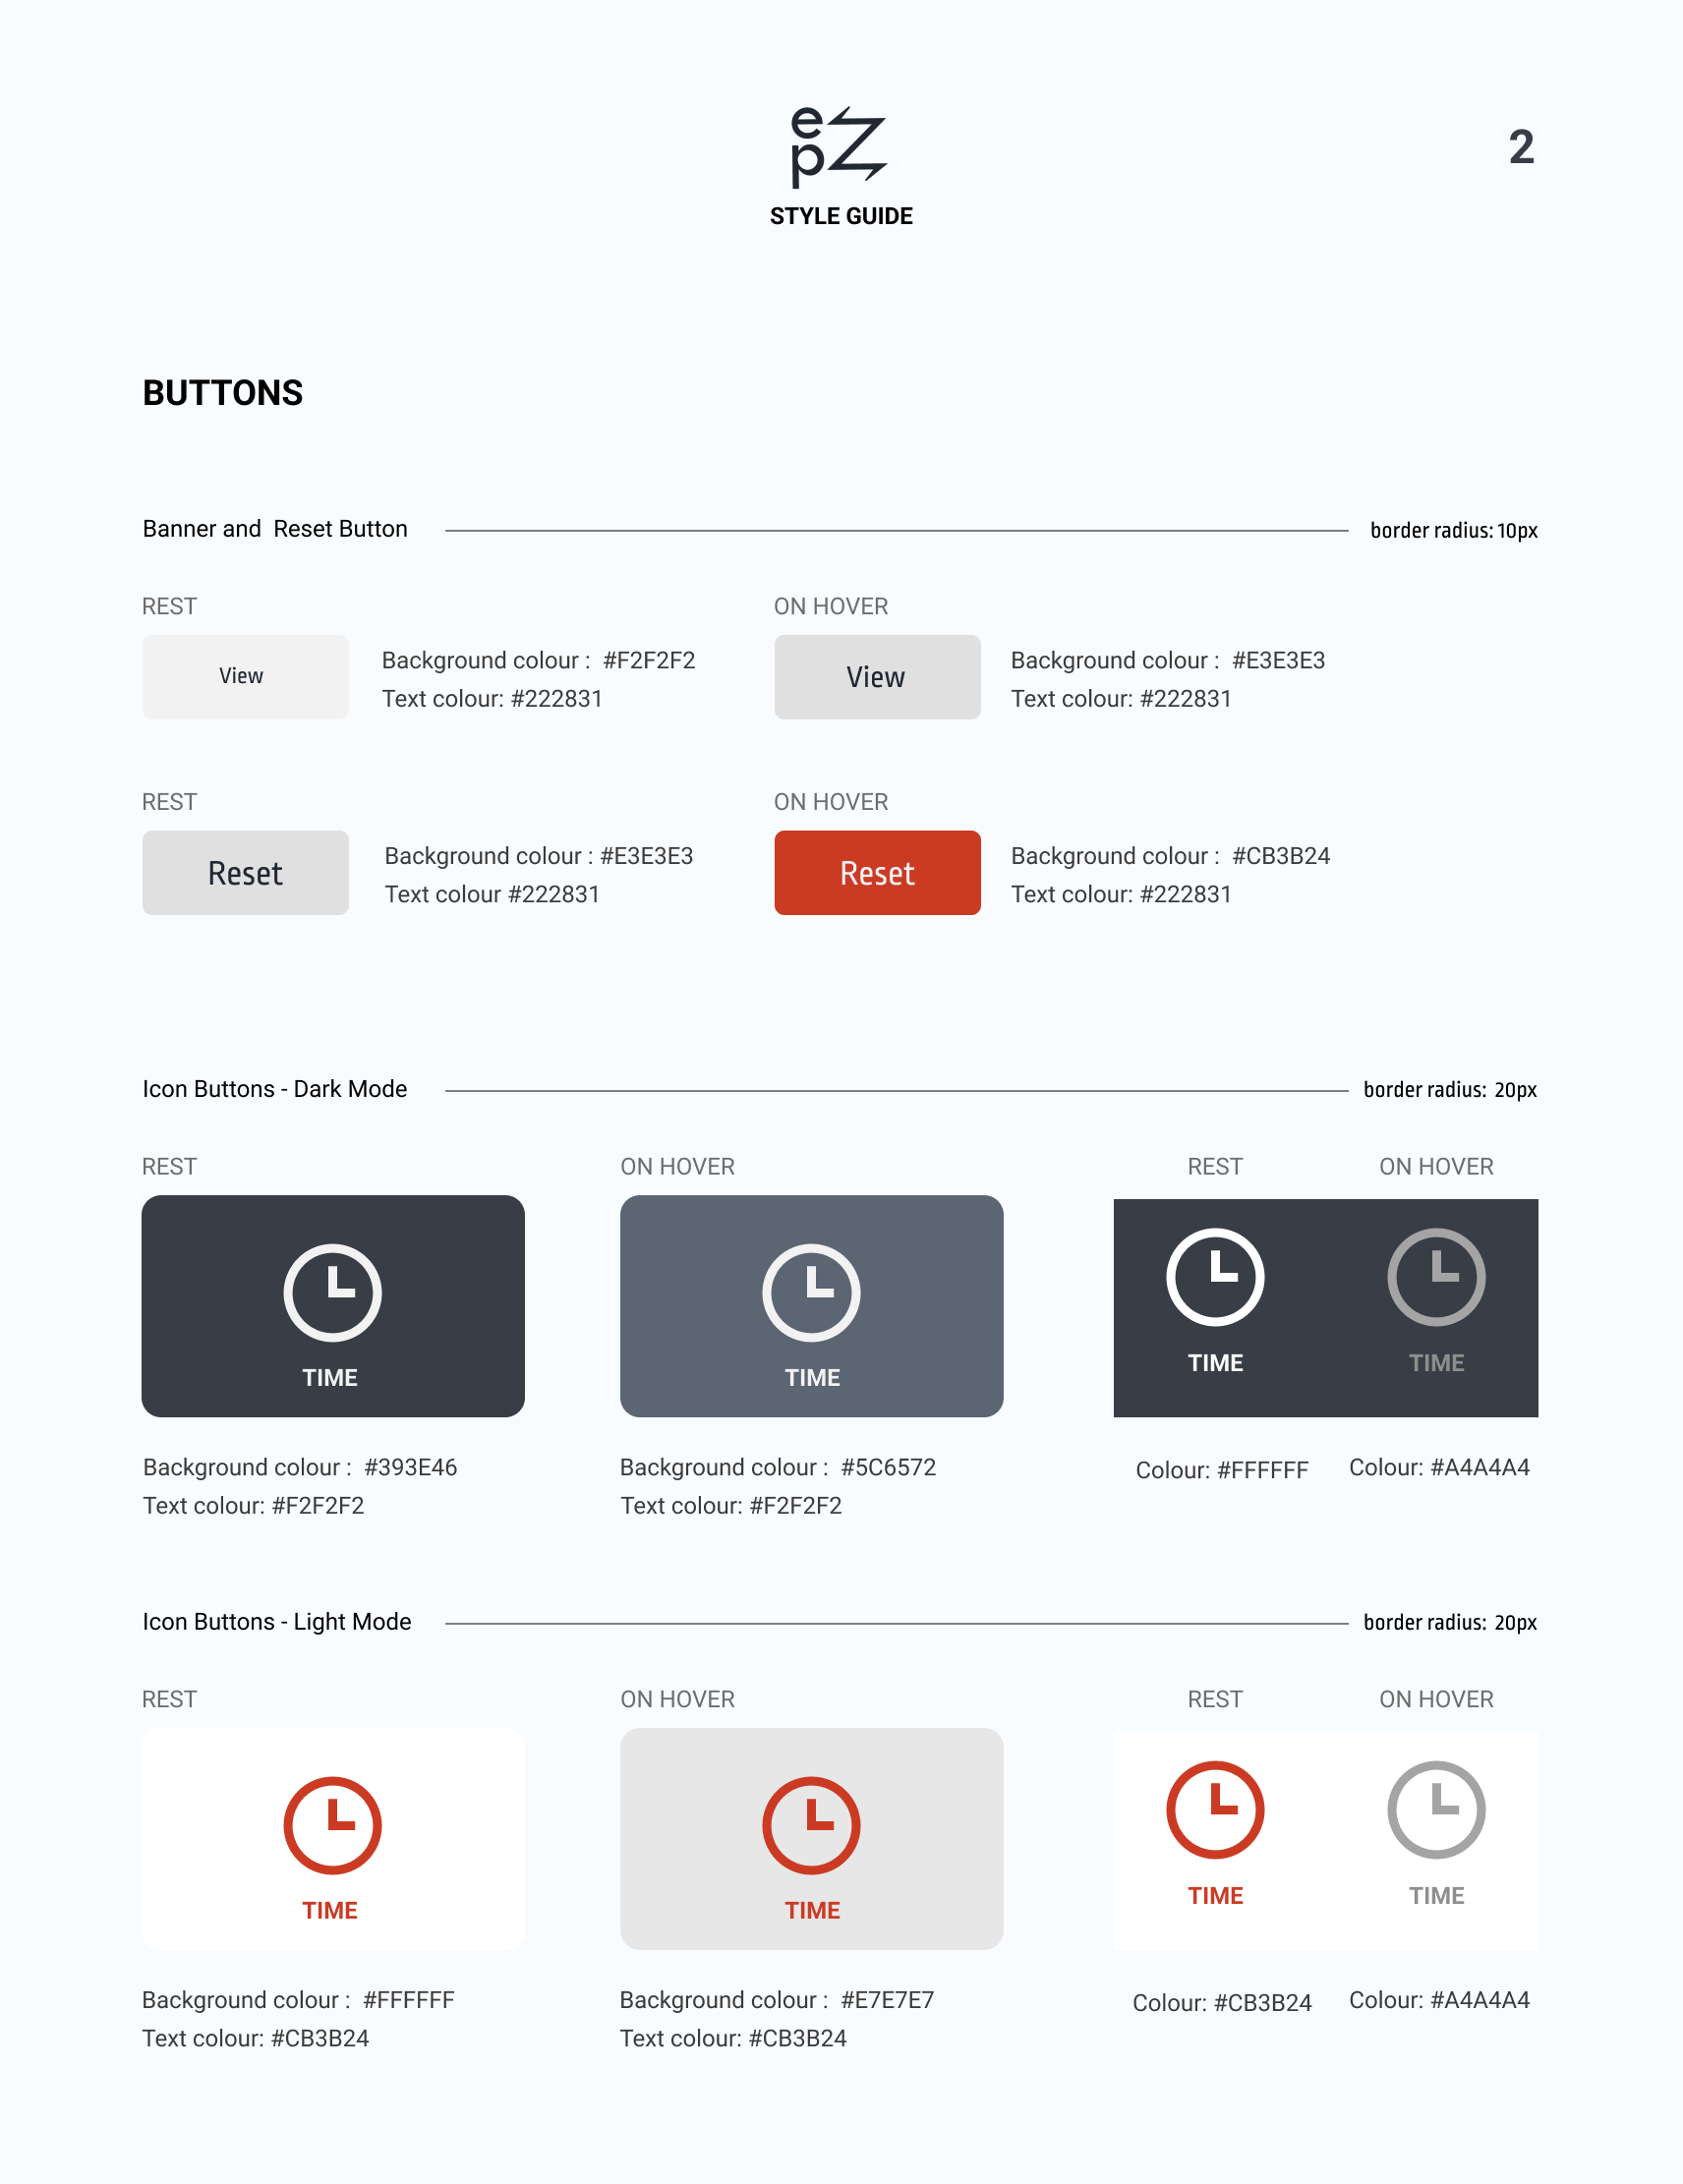 ep
STYLE GUIDE
2
BUTTONS
Banner and  Reset Button
border radius: 10px
REST
ON HOVER
View
Background colour :  #F2F2F2
Text colour: #222831
View
Background colour :  #E3E3E3
Text colour: #222831
REST
ON HOVER
Reset
Background colour : #E3E3E3
Text colour #222831
Reset
Background colour :  #CB3B24
Text colour: #222831
Icon Buttons - Dark Mode
border radius:  20px
REST
ON HOVER
REST
ON HOVER
TIME
TIME
TIME
TIME
Background colour :  #393E46
Text colour: #F2F2F2
Background colour :  #5C6572
Text colour: #F2F2F2
Colour: #FFFFFF
Colour: #A4A4A4
Icon Buttons - Light Mode
border radius:  20px
REST
ON HOVER
REST
ON HOVER
TIME
TIME
TIME
TIME
Background colour :  #FFFFFF
Text colour: #CB3B24
Background colour :  #E7E7E7
Text colour: #CB3B24
Colour: #CB3B24
Colour: #A4A4A4